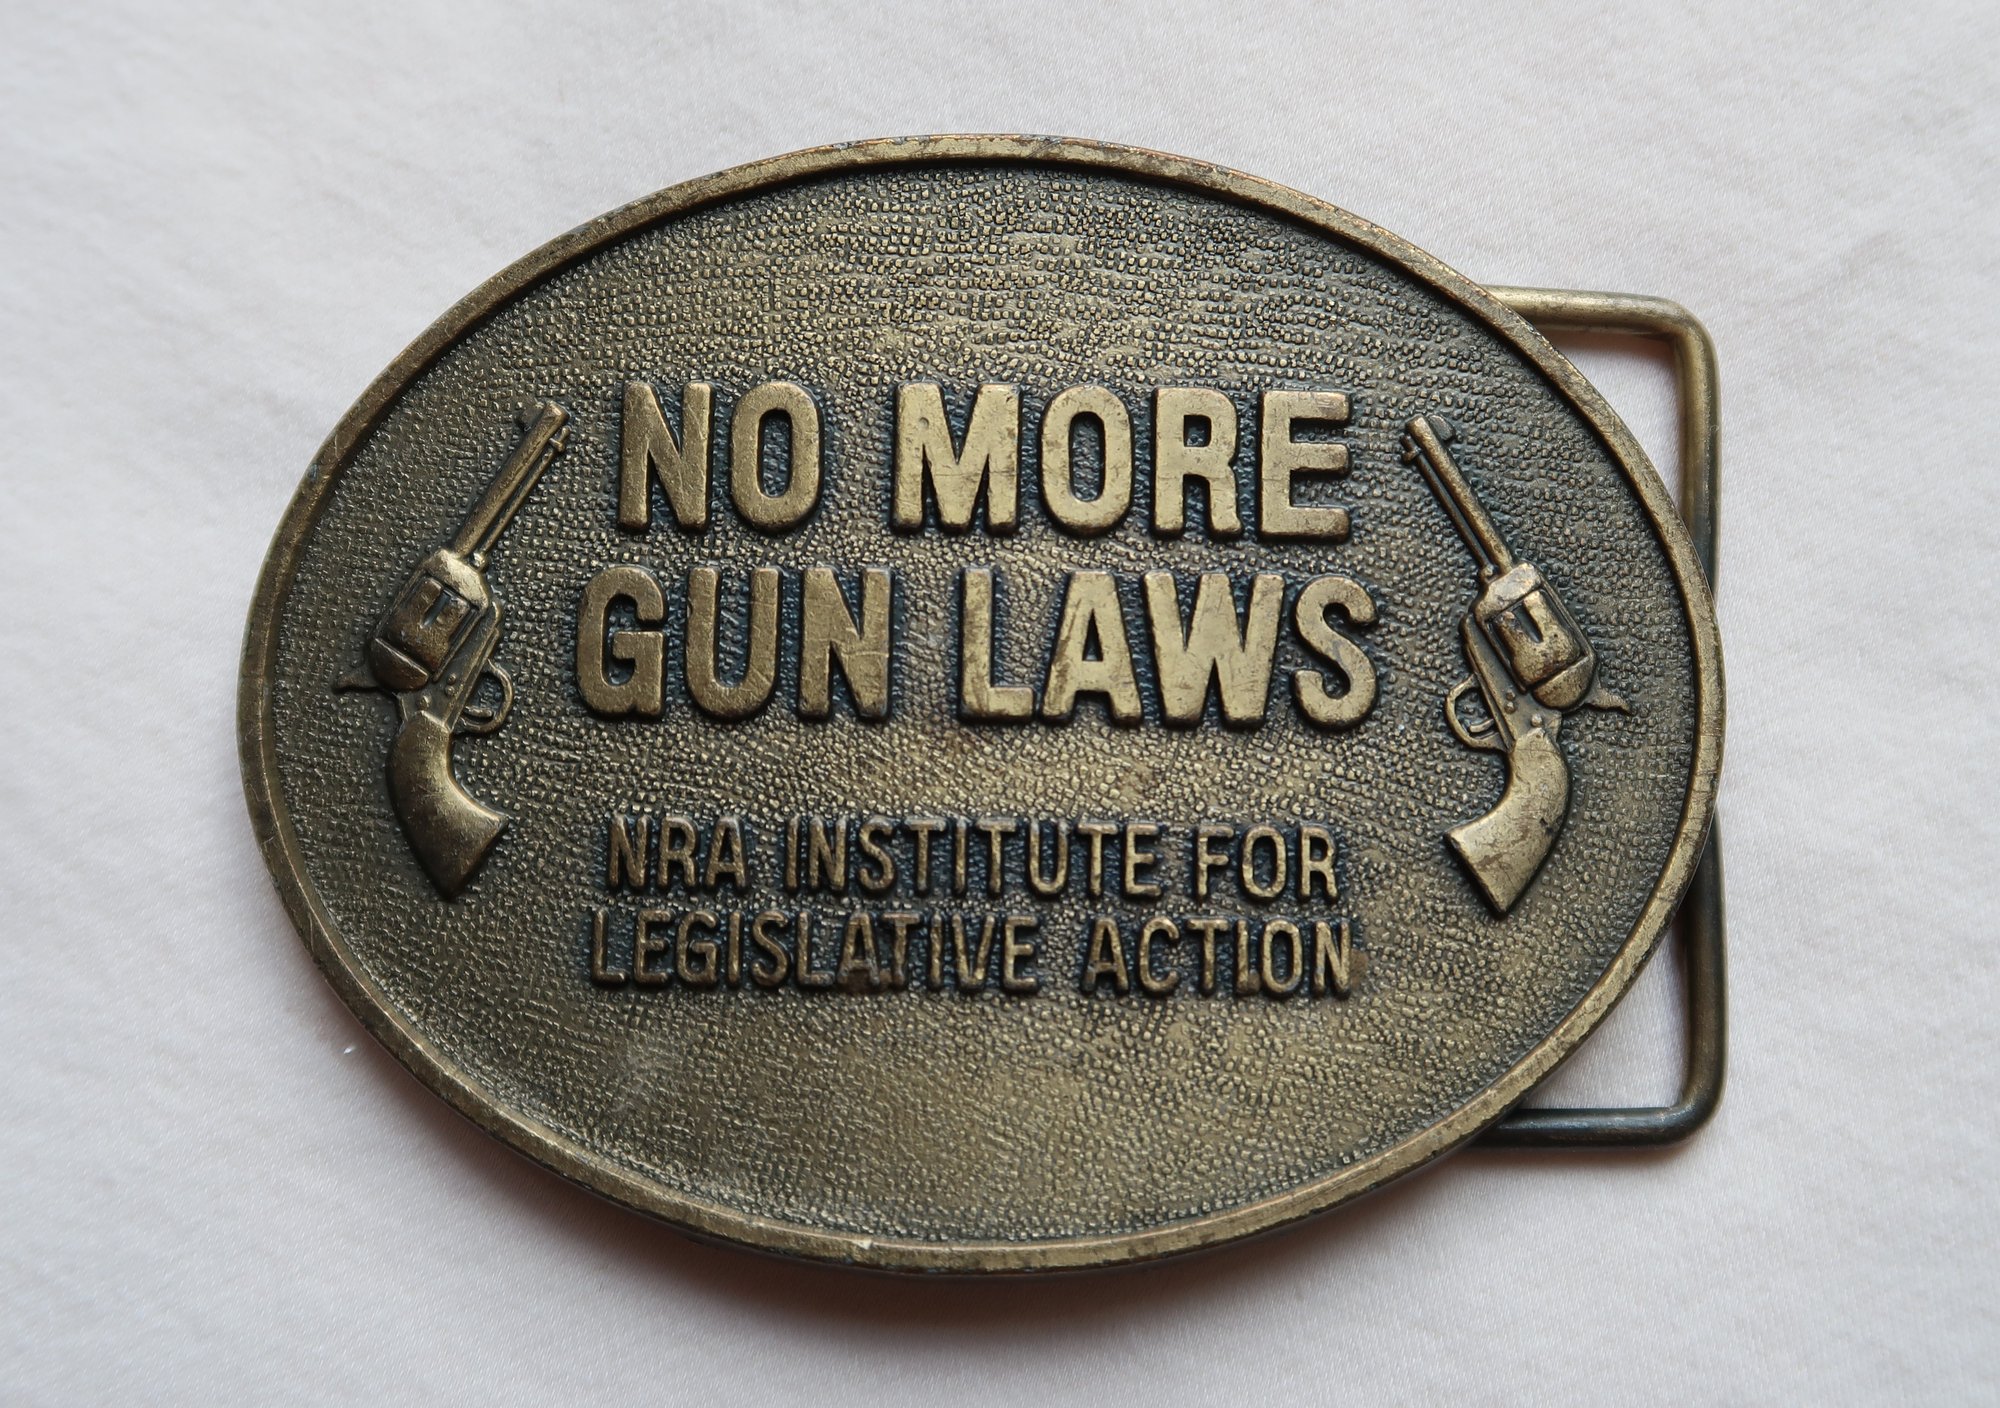 NO MORE
GUN LAWS
NRA INSTITUTE FOR
LEGISLATIVE ACTION